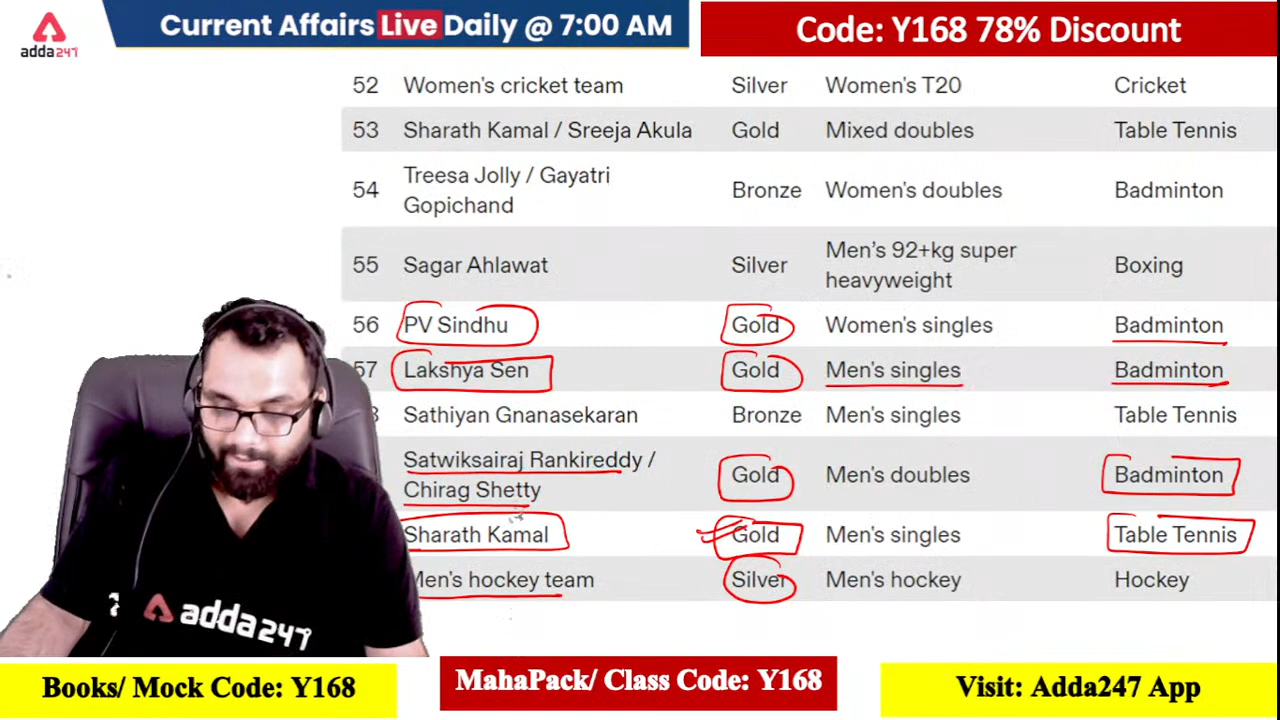 adda247
Current Affairs Live Daily @ 7:00 AM
Code: Y168 78% Discount
52 Women's cricket team Silver Women's T20 Cricket
53 Sharath Kamal / Sreeja Akula Gold Mixed doubles Table Tennis
54 Treesa Jolly / Gayatri
Gopichand Bronze Women's doubles Badminton
55 Sagar Ahlawat Silver Men’s 92+kg super
heavyweight Boxing
56 PV Sindhu Gold Women's singles Badminton
57 Lakshya Sen Gold Men's singles Badminton
Sathiyan Gnanasekaran Bronze Men's singles Table Tennis
Satwiksairaj Rankireddy /
Chirag Shetty Gold Men's doubles Badminton
Sharath Kamal Gold Men's singles Table Tennis
Men's hockey team Silver Men's hockey Hockey
adda247
Books/ Mock Code: Y168
MahaPack/ Class Code: Y168
Visit: Adda247 App